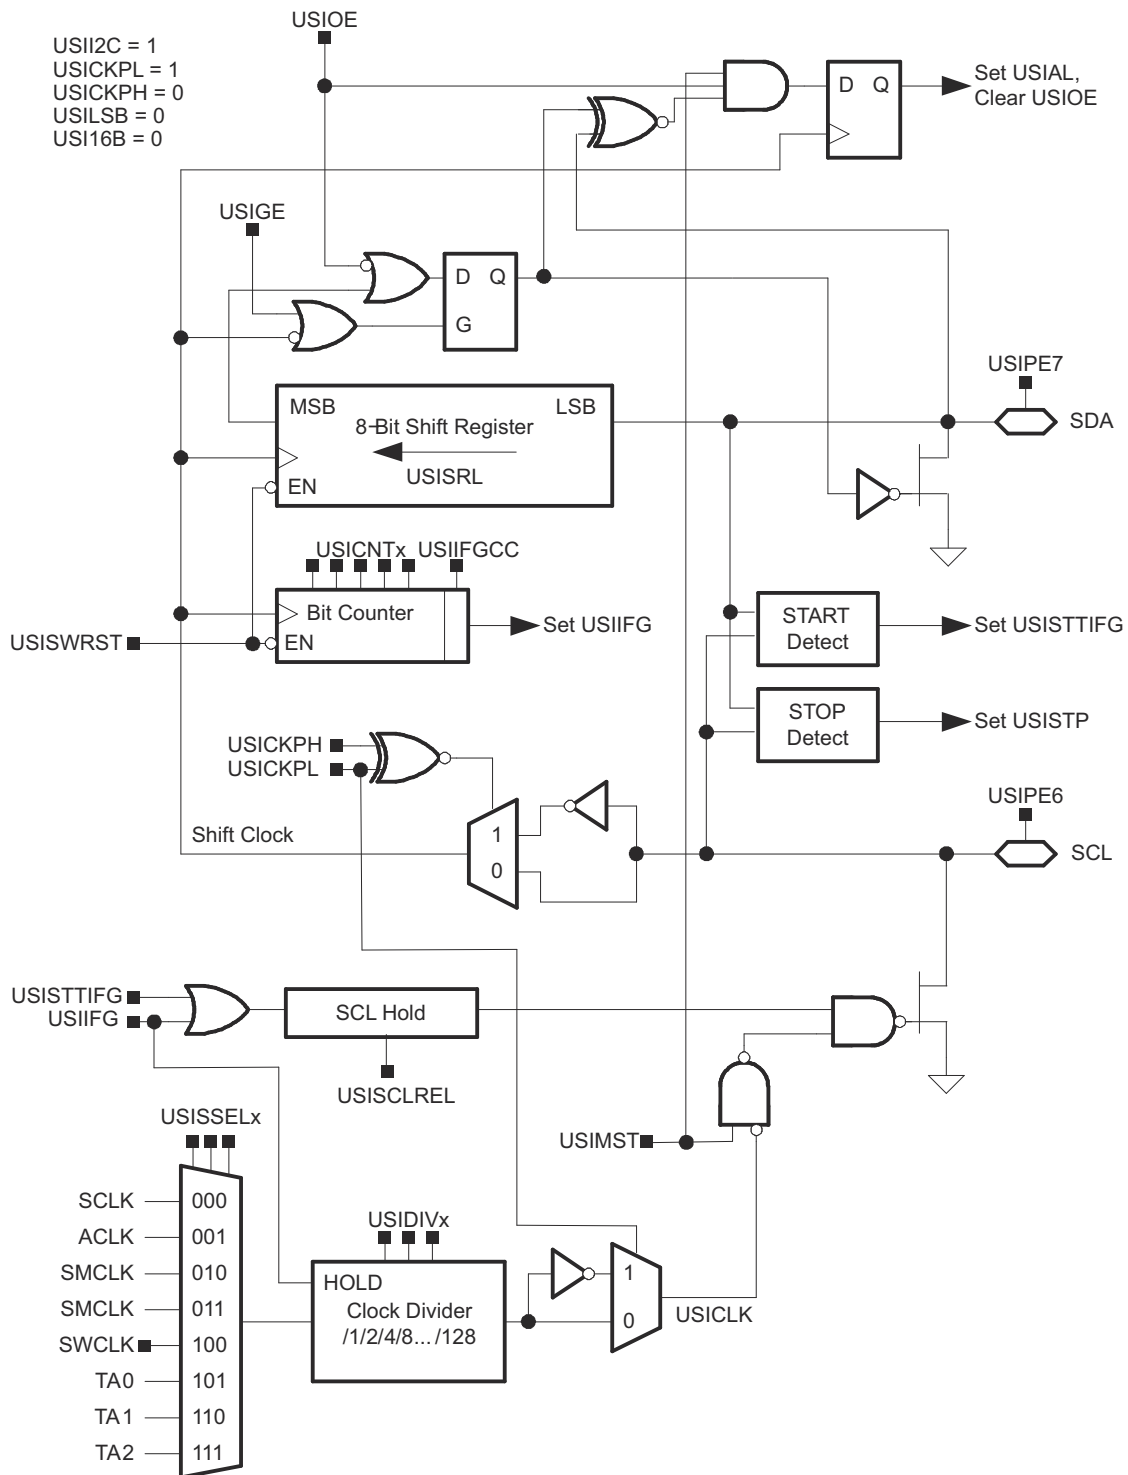 USIOE
USII2C = 1
USICKPL = 1
USICKPH = 0
USILSB = 0
USI16B = 0
D Q
Set USIAL,
Clear USIOE
USIGE
D Q
G
MSB LSB
8-Bit Shift Register
USISRL
EN
USIPE7
SDA
USICNTx USIIFGCC
Bit Counter
EN
USISWRST
Set USIIFG
START
Detect
Set USISTTIFG
STOP
Detect
Set USISTP
USICKPH
USICKPL
Shift Clock
1
0
USIPE6
SCL
USISTTIFG
USIIFG
SCL Hold
USISCLREL
USIMST
USISSELx
SCLK 000
ACLK 001
SMCLK 010
SMCLK 011
SWCLK 100
TA0 101
TA1 110
TA2 111
USIDIVx
HOLD
Clock Divider
/1/2/4/8... /128
1
0
USICLK